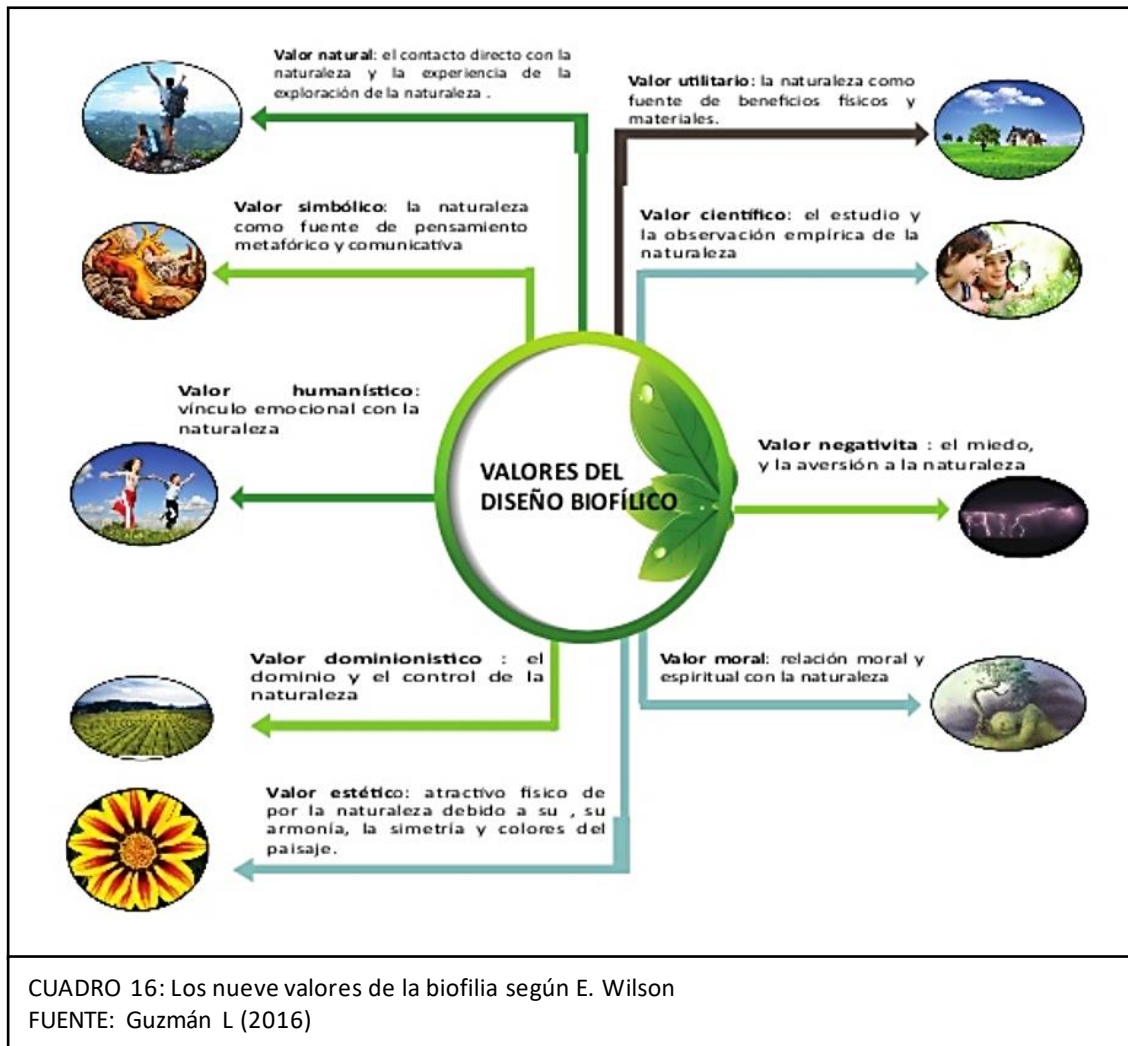 Valor natural: el contacto directo con la
naturaleza y la experiencia de la
exploración de la naturaleza .
Valor utilitario: la naturaleza como
fuente de beneficios físicos y
materiales.
Valor simbólico: la naturaleza
como fuente de pensamiento
metafórico y comunicativa
Valor científico: el estudio y
la observación empírica de la
naturaleza
Valor humanístico:
vínculo emocional con la
naturaleza
VALORES DEL
DISEÑO BIOFÍLICO
Valor negativita : el miedo,
y la aversión a la naturaleza
Valor dominionistico : el
dominio y el control de la
naturaleza
Valor moral: relación moral y
espiritual con la naturaleza
Valor estético: atractivo físico de
por la naturaleza debido a su , su
armonía, la simetría y colores del
paisaje.
CUADRO 16: Los nueve valores de la biofilia según E. Wilson
FUENTE: Guzmán L (2016)